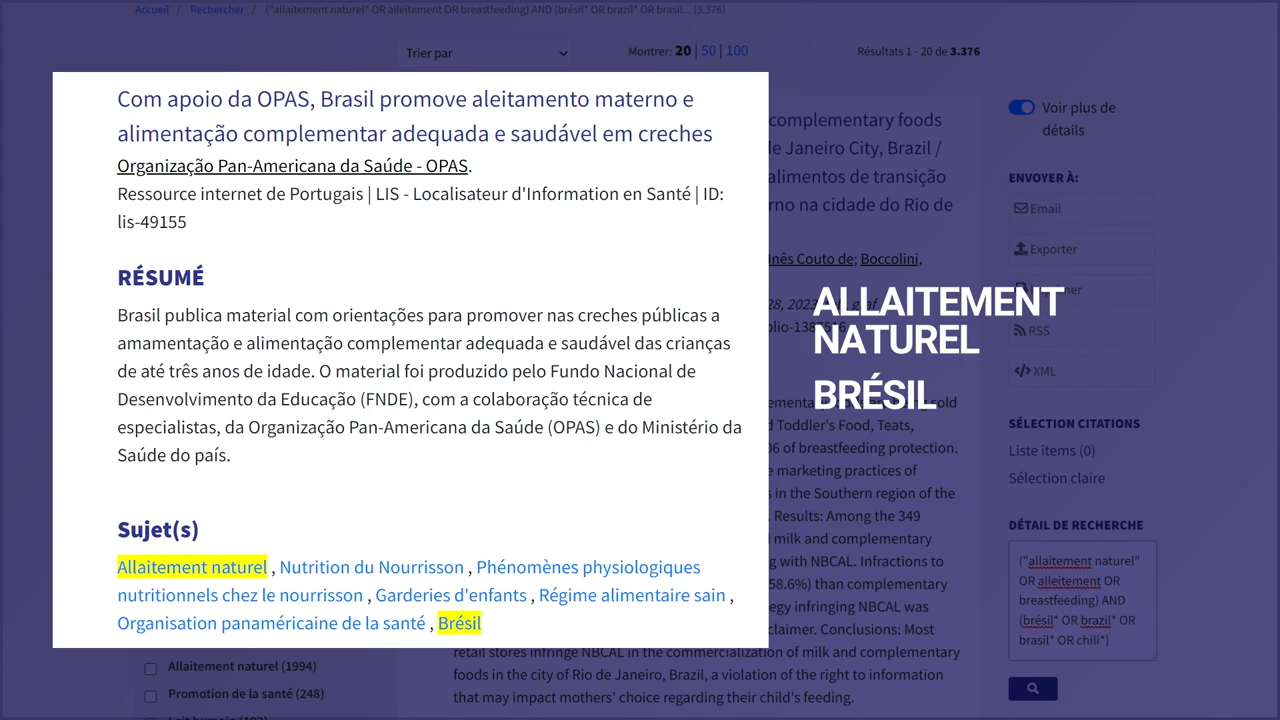 Accueil / Rechercher / ("allaitement naturel" OR alleitement OR breastfeeding) AND (brésil* OR brazil* OR brasil... (3.376)
Trier par
Montrer: 20 | 50 | 100
Résultats 1 - 20 de 3.376
Com apoio da OPAS, Brasil promove aleitamento materno e
alimentação complementar adequada e saudável em creches
Organização Pan-Americana da Saúde - OPAS.
Ressource internet de Portugais | LIS - Localisateur d'Information en Santé | ID:
lis-49155
RÉSUMÉ
Brasil publica material com orientações para promover nas creches públicas a
amamentação e alimentação complementar adequada e saudável das crianças
de até três anos de idade. O material foi produzido pelo Fundo Nacional de
Desenvolvimento da Educação (FNDE), com a colaboração técnica de
especialistas, da Organização Pan-Americana da Saúde (OPAS) e do Ministério da
Saúde do país.
Sujet(s)
Allaitement naturel , Nutrition du Nourrisson , Phénomènes physiologiques
nutritionnels chez le nourrisson , Garderies d'enfants , Régime alimentaire sain ,
Organisation panaméricaine de la santé , Brésil
complementary foods
de Janeiro City, Brazil /
alimentos de transição
rno na cidade do Rio de
Inês Couto de; Boccolini,
28, 2023
graf
ALLAITEMENT
NATUREL
BRÉSIL
sold
d Toddler's Food, Teats,
06 of breastfeeding protection.
e marketing practices of
s in the Southern region of the
. Results: Among the 349
d milk and complementary
g with NBCAL. Infractions to
(58.6%) than complementary
egy infringing NBCAL was
claimer. Conclusions: Most
retail stores infringe NBCAL in the commercialization of milk and complementary
foods in the city of Rio de Janeiro, Brazil, a violation of the right to information
that may impact mothers' choice regarding their child's feeding.
Allaitement naturel (1994)
Promotion de la santé (248)
Voir plus de
détails
ENVOYER À:
Email
Exporter
Imprimer
RSS
XML
SÉLECTION CITATIONS
Liste items (0)
Sélection claire
DÉTAIL DE RECHERCHE
("allaitement naturel"
OR alleitement OR
breastfeeding) AND
(brésil* OR brazil* OR
brasil* OR chili*)